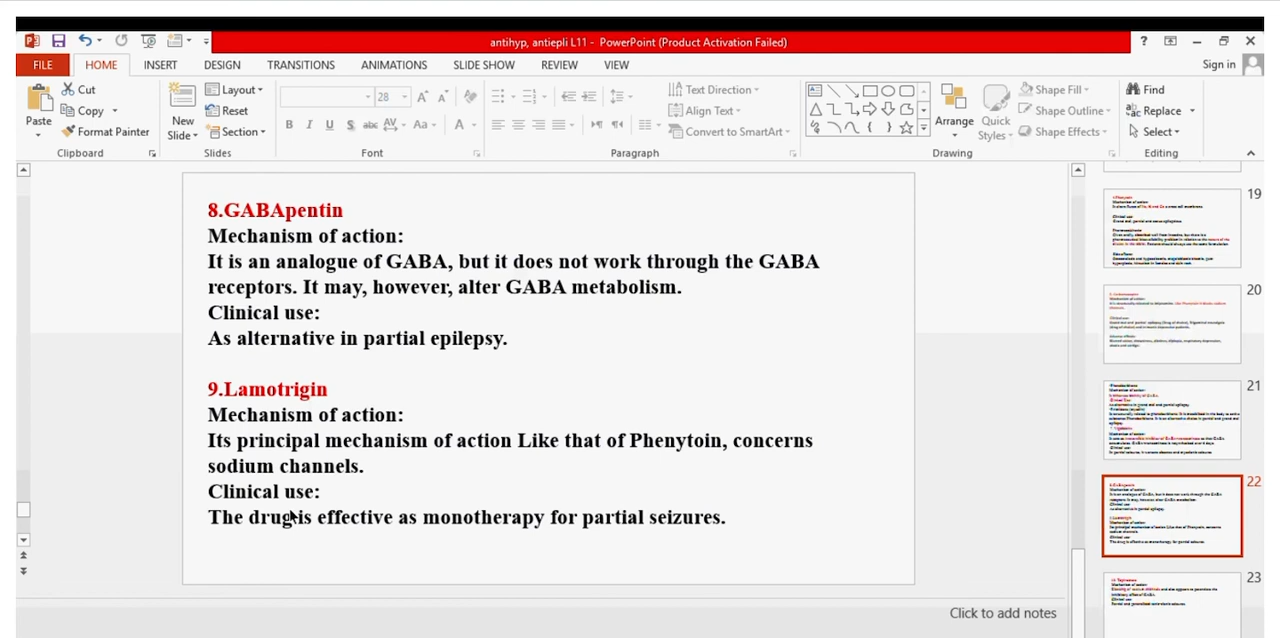 antihyp, antiepli L11 - PowerPoint (Product Activation Failed)
FILE HOME INSERT DESIGN TRANSITIONS ANIMATIONS SLIDE SHOW REVIEW VIEW Sign in
Cut
Copy
Format Painter
Paste
Clipboard
New
Slide
Layout
Reset
Section
Slides
28
Font
Text Direction
Align Text
Convert to SmartArt
Paragraph
Arrange
Quick
Styles
Shape Fill
Shape Outline
Shape Effects
Drawing
Find
Replace
Select
Editing
8.GABApentin
Mechanism of action:
It is an analogue of GABA, but it does not work through the GABA
receptors. It may, however, alter GABA metabolism.
Clinical use:
As alternative in partial epilepsy.
9.Lamotrigin
Mechanism of action:
Its principal mechanism of action Like that of Phenytoin, concerns
sodium channels.
Clinical use:
The drug is effective as monotherapy for partial seizures.
Click to add notes
19
20
21
22
23